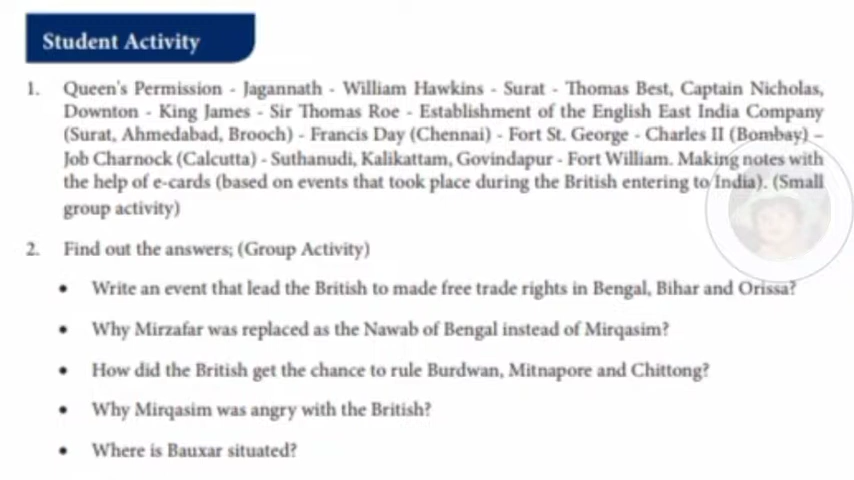 Student Activity
1. Queen's Permission - Jagannath - William Hawkins - Surat - Thomas Best, Captain Nicholas,
Downton - King James - Sir Thomas Roe - Establishment of the English East India Company
(Surat, Ahmedabad, Brooch) - Francis Day (Chennai) - Fort St. George - Charles II (Bombay) –
Job Charnock (Calcutta) - Suthanudi, Kalikattam, Govindapur - Fort William. Making notes with
the help of e-cards (based on events that took place during the British entering to India). (Small
group activity)
2. Find out the answers; (Group Activity)
• Write an event that lead the British to made free trade rights in Bengal, Bihar and Orissa?
• Why Mirzafar was replaced as the Nawab of Bengal instead of Mirqasim?
• How did the British get the chance to rule Burdwan, Mitnapore and Chittong?
• Why Mirqasim was angry with the British?
• Where is Bauxar situated?